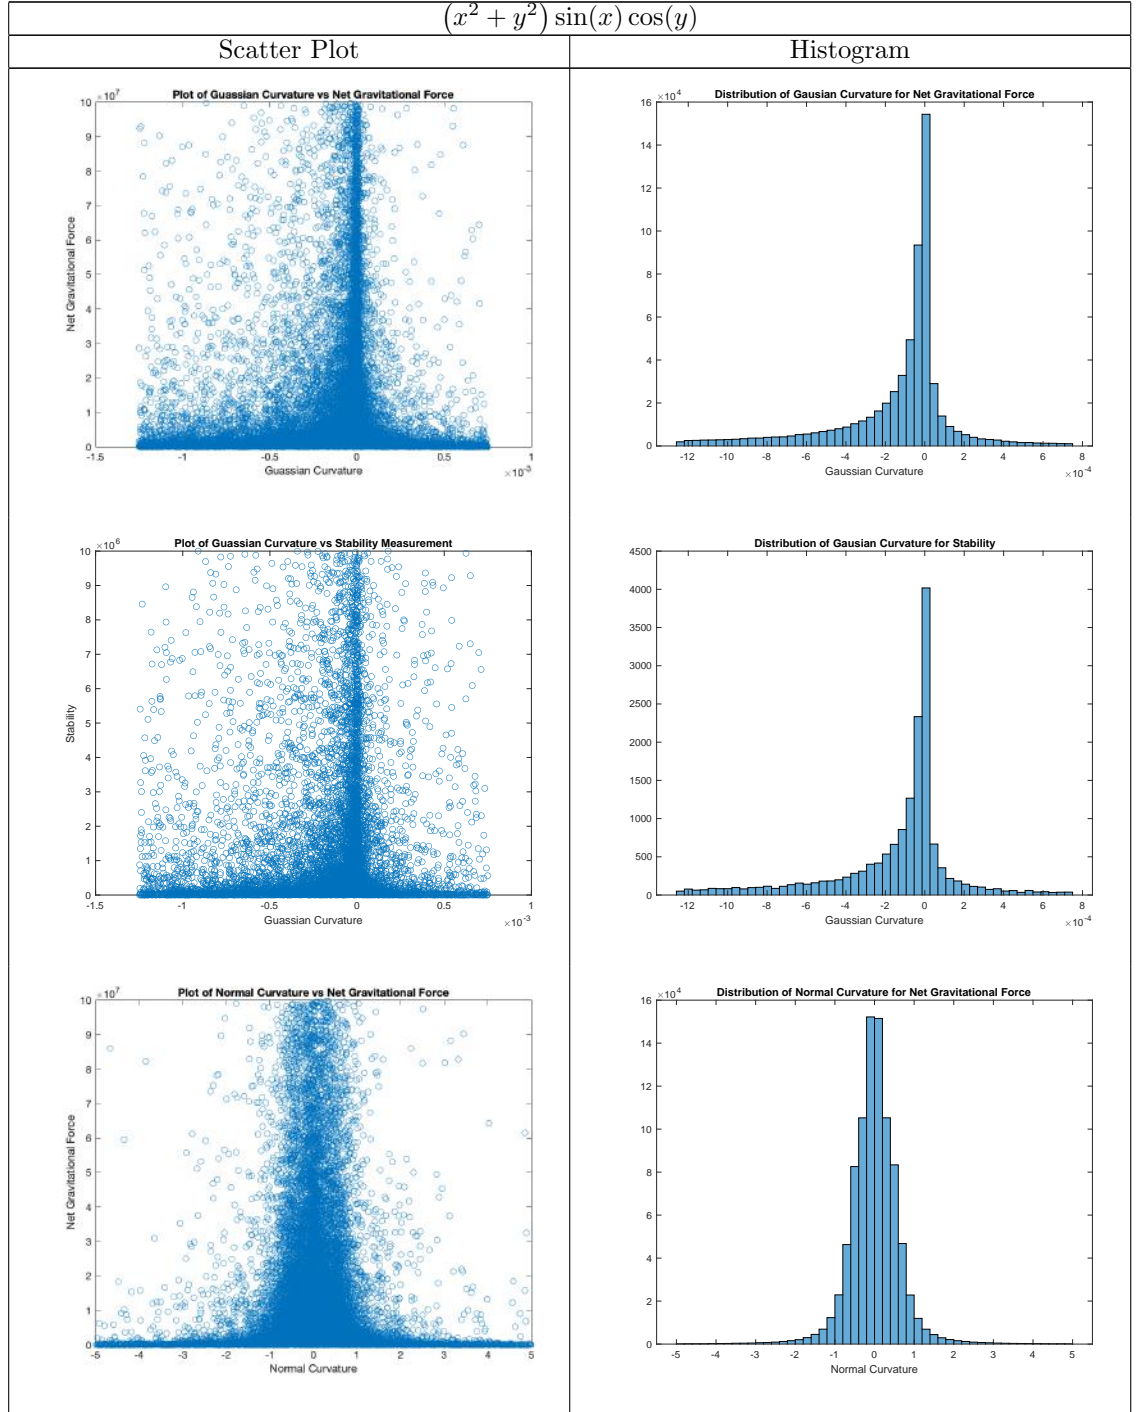 (x² + y²) sin(x) cos(y)
Scatter Plot
Histogram
Plot of Guassian Curvature vs Net Gravitational Force
×10⁷
10
9
8
7
6
5
4
3
2
1
0
Net Gravitational Force
-1.5 -1 -0.5 0 0.5 1
Guassian Curvature
×10⁻³
Distribution of Gausian Curvature for Net Gravitational Force
×10⁴
16
14
12
10
8
6
4
2
0
-12 -10 -8 -6 -4 -2 0 2 4 6 8
Gaussian Curvature
×10⁻⁴
Plot of Guassian Curvature vs Stability Measurement
×10⁶
10
9
8
7
6
5
4
3
2
1
0
Stability
-1.5 -1 -0.5 0 0.5 1
Guassian Curvature
×10⁻³
Distribution of Gausian Curvature for Stability
4500
4000
3500
3000
2500
2000
1500
1000
500
0
-12 -10 -8 -6 -4 -2 0 2 4 6 8
Gaussian Curvature
×10⁻⁴
Plot of Normal Curvature vs Net Gravitational Force
×10⁷
10
9
8
7
6
5
4
3
2
1
0
Net Gravitational Force
-5 -4 -3 -2 -1 0 1 2 3 4 5
Normal Curvature
Distribution of Normal Curvature for Net Gravitational Force
×10⁴
16
14
12
10
8
6
4
2
0
-5 -4 -3 -2 -1 0 1 2 3 4 5
Normal Curvature